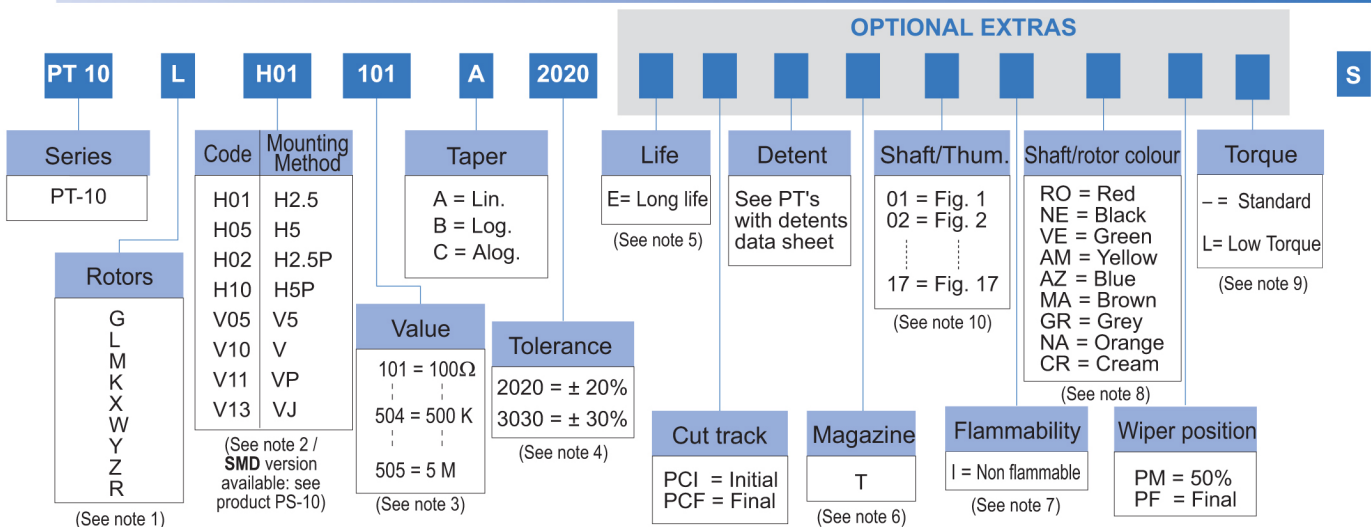 OPTIONAL EXTRAS
PT 10 L H01 101 A 2020 S
Series
PT-10
Rotors
G
L
M
K
X
W
Y
Z
R
(See note 1)
Code Mounting Method
H01 H2.5
H05 H5
H02 H2.5P
H10 H5P
V05 V5
V10 V
V11 VP
V13 VJ
(See note 2 /
SMD version
available: see
product PS-10)
Value
101 = 100Ω
504 = 500 K
505 = 5 M
(See note 3)
Taper
A = Lin.
B = Log.
C = Alog.
Tolerance
2020 = ± 20%
3030 = ± 30%
(See note 4)
Life
E= Long life
(See note 5)
Cut track
PCI = Initial
PCF = Final
Detent
See PT's
with detents
data sheet
Magazine
T
(See note 6)
Shaft/Thum.
01 = Fig. 1
02 = Fig. 2
17 = Fig. 17
(See note 10)
Flammability
I = Non flammable
(See note 7)
Shaft/rotor colour
RO = Red
NE = Black
VE = Green
AM = Yellow
AZ = Blue
MA = Brown
GR = Grey
NA = Orange
CR = Cream
(See note 8)
Wiper position
PM = 50%
PF = Final
Torque
– = Standard
L= Low Torque
(See note 9)